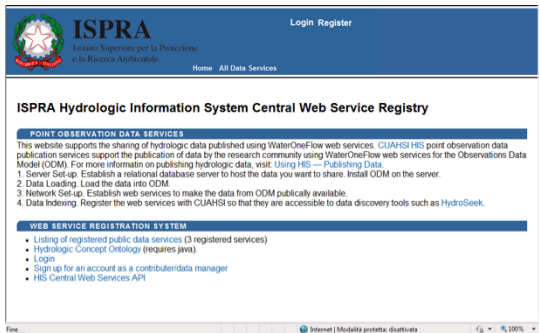 Login Register
ISPRA
Istituto Superiore per la Protezione
e la Ricerca Ambientale
Home All Data Services
ISPRA Hydrologic Information System Central Web Service Registry
POINT OBSERVATION DATA SERVICES
This website supports the sharing of hydrologic data published using WaterOneFlow web services. CUAHSI HIS point observation data
publication services support the publication of data by the research community using WaterOneFlow web services for the Observations Data
Model (ODM). For more informatin on publishing hydrologic data, visit: Using HIS — Publishing Data.
1. Server Set-up. Establish a relational database server to host the data you want to share. Install ODM on the server.
2. Data Loading. Load the data into ODM.
3. Network Set-up. Establish web services to make the data from ODM publically available.
4. Data Indexing. Register the web services with CUAHSI so that they are accessible to data discovery tools such as HydroSeek.
WEB SERVICE REGISTRATION SYSTEM
• Listing of registered public data services (3 registered services)
• Hydrologic Concept Ontology (requires java).
• Login
• Sign up for an account as a contributer/data manager
• HIS Central Web Services API
Fine Internet | Modalità protetta: disattivata 100%